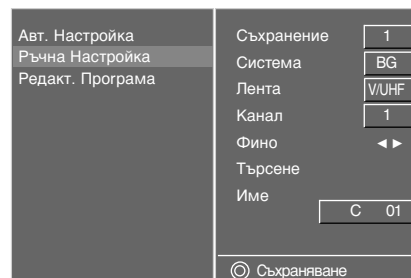 Авт. Настройка
Ръчна Настройка
Редакт. Програма
Съхранение 1
Система BG
Лента V/UHF
Канал 1
Фино ◄►
Търсене
Име
C 01
Съхраняване